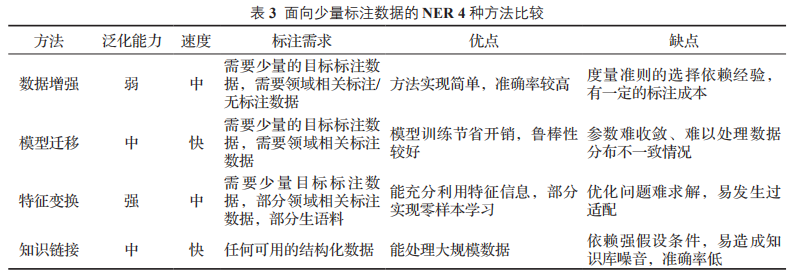 表 3 面向少量标注数据的 NER 4 种方法比较
方法 泛化能力 速度 标注需求 优点 缺点
数据增强 弱 中 需要少量的目标标注数据，需要领域相关标注/无标注数据 方法实现简单，准确率较高 度量准则的选择依赖经验，有一定的标注成本
模型迁移 中 快 需要少量的目标标注数据，需要领域相关标注数据 模型训练节省开销，鲁棒性较好 参数难收敛、难以处理数据分布不一致情况
特征变换 强 中 需要少量目标标注数据，部分领域相关标注数据，部分生语料 能充分利用特征信息，部分实现零样本学习 优化问题难求解，易发生过适配
知识链接 中 快 任何可用的结构化数据 能处理大规模数据 依赖强假设条件，易造成知识库噪音，准确率低